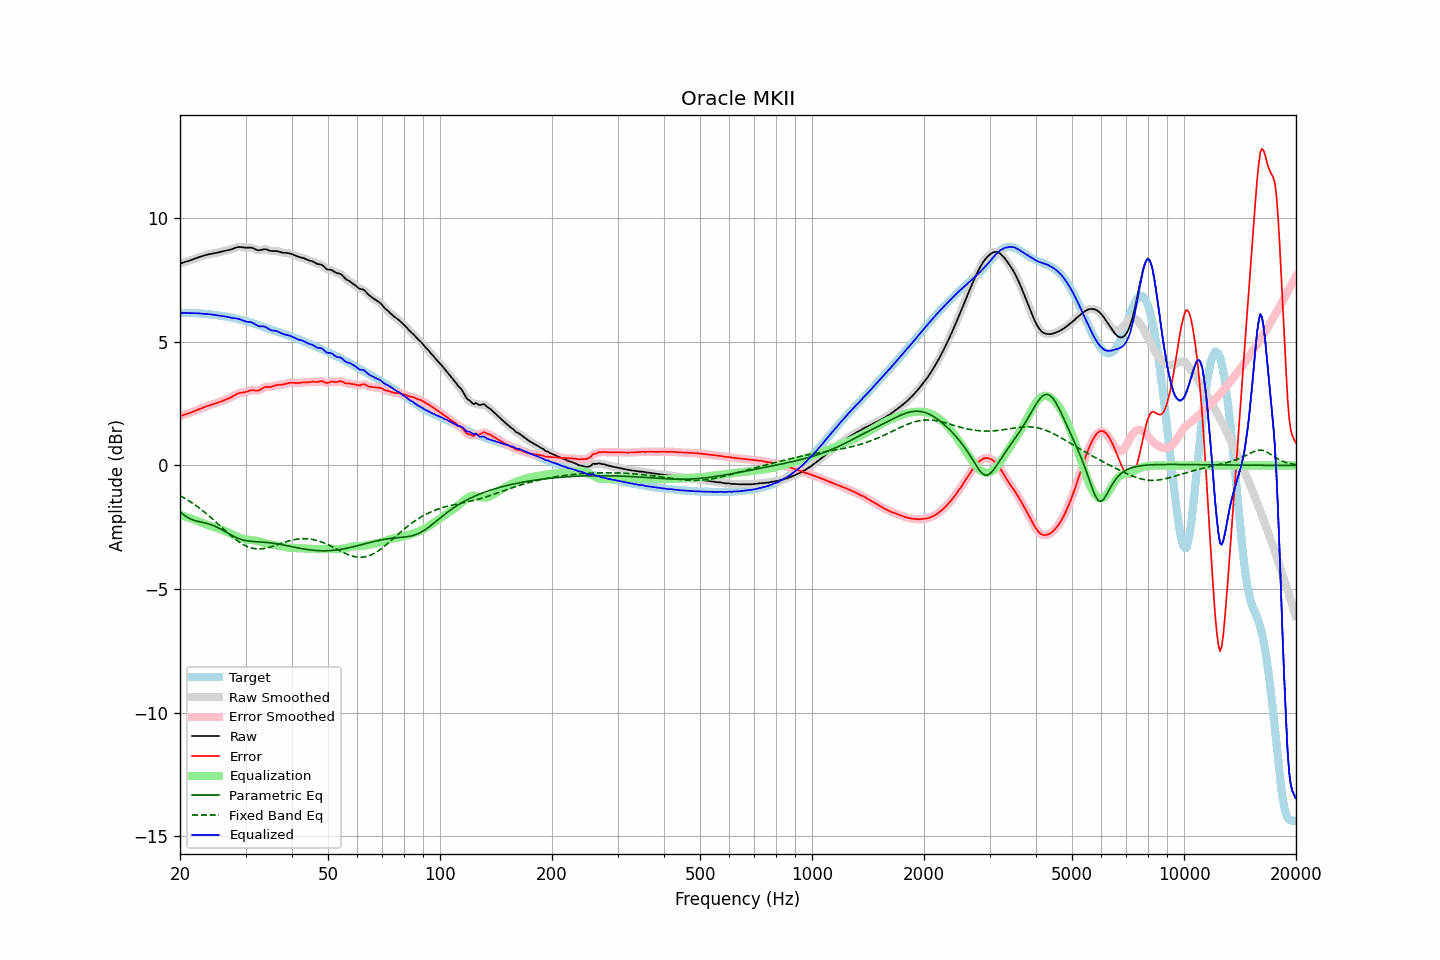 Oracle MKII
Amplitude (dBr)
10
5
0
−5
−10
−15
Target
Raw Smoothed
Error Smoothed
Raw
Error
Equalization
Parametric Eq
Fixed Band Eq
Equalized
20 50 100 200 500 1000 2000 5000 10000 20000
Frequency (Hz)